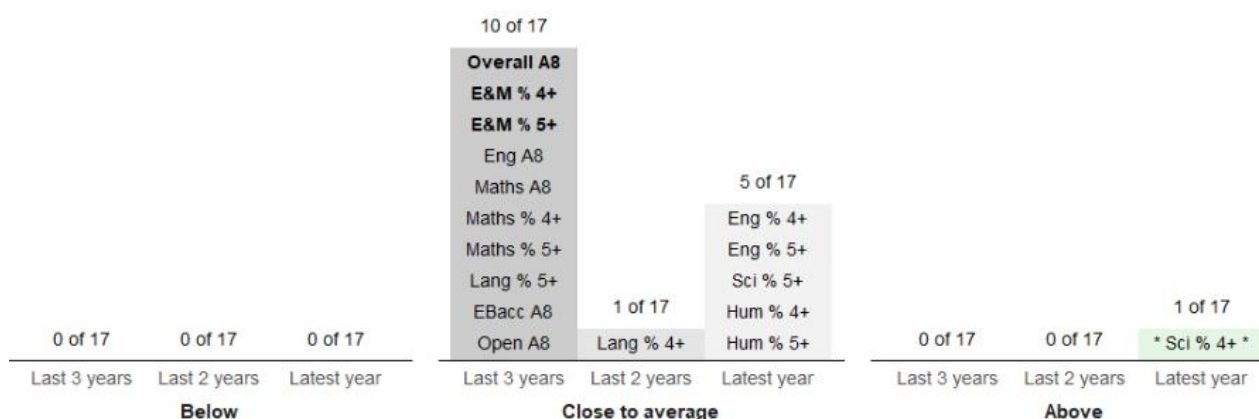 10 of 17
Overall A8
E&M % 4+
E&M % 5+
Eng A8
Maths A8
5 of 17
Maths % 4+
Eng % 4+
Maths % 5+
Eng % 5+
Lang % 5+
Sci % 5+
1 of 17
1 of 17
EBacc A8
Hum % 4+
0 of 17 0 of 17 0 of 17
Open A8
Lang % 4+
Hum % 5+
0 of 17 0 of 17
* Sci % 4+ *
Last 3 years Last 2 years Latest year
Last 3 years Last 2 years Latest year
Last 3 years Last 2 years Latest year
Below
Close to average
Above